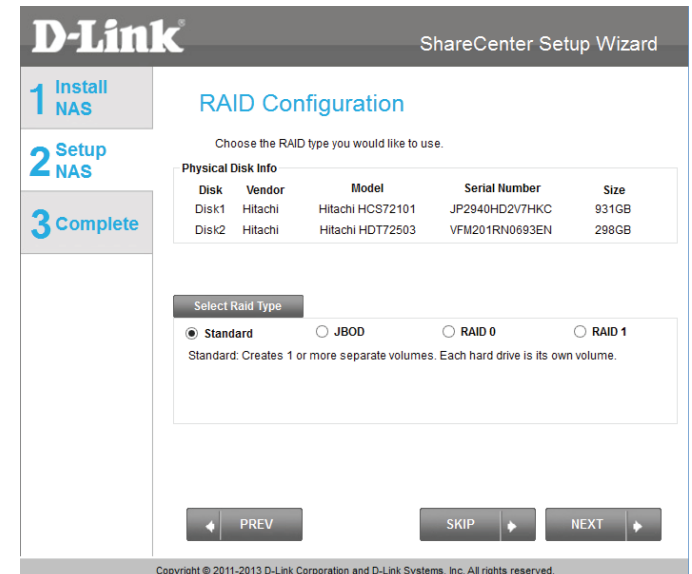 D-Link
ShareCenter Setup Wizard
1 Install NAS
2 Setup NAS
3 Complete
RAID Configuration
Choose the RAID type you would like to use.
Physical Disk Info
Disk Vendor Model Serial Number Size
Disk1 Hitachi Hitachi HCS72101 JP2940HD2V7HKC 931GB
Disk2 Hitachi Hitachi HDT72503 VFM201RN0693EN 298GB
Select Raid Type
Standard JBOD RAID 0 RAID 1
Standard: Creates 1 or more separate volumes. Each hard drive is its own volume.
PREV SKIP NEXT
Copyright © 2011-2013 D-Link Corporation and D-Link Systems, Inc. All rights reserved.